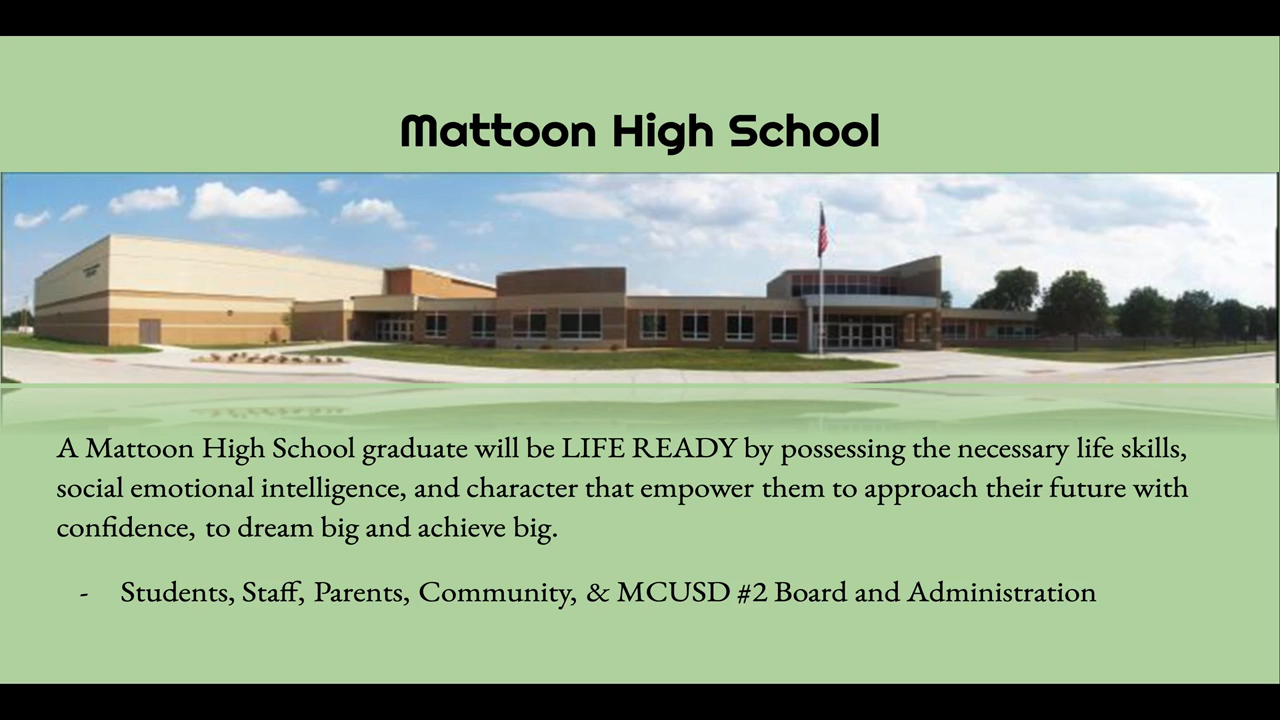 Mattoon High School
A Mattoon High School graduate will be LIFE READY by possessing the necessary life skills,
social emotional intelligence, and character that empower them to approach their future with
confidence, to dream big and achieve big.
- Students, Staff, Parents, Community, & MCUSD #2 Board and Administration